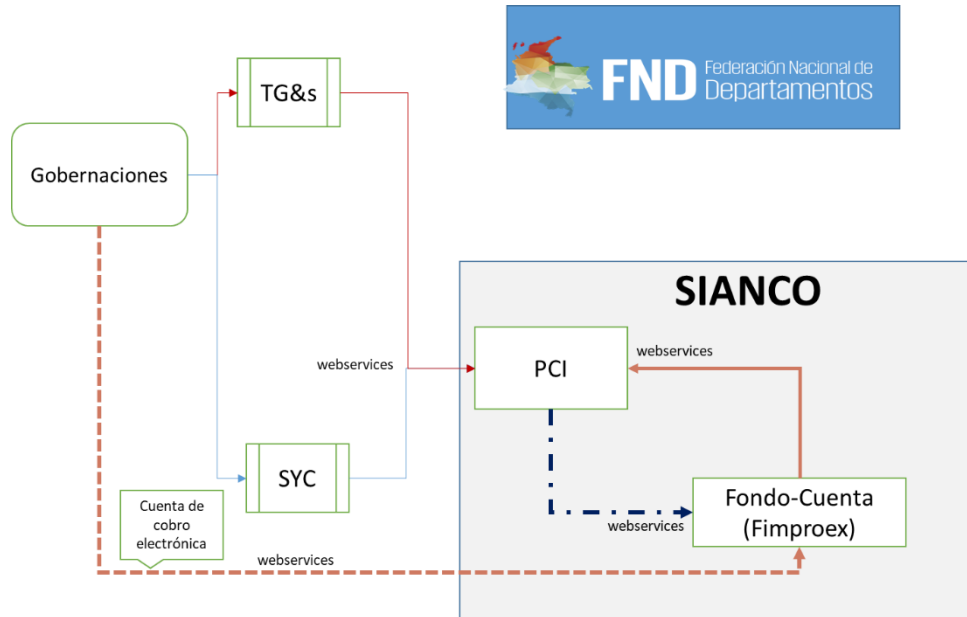 TG&s
FND
Federación Nacional de
Departamentos
Gobernaciones
SIANCO
webservices
PCI
webservices
SYC
Cuenta de
cobro
electrónica
webservices
Fondo-Cuenta
(Fimproex)
webservices